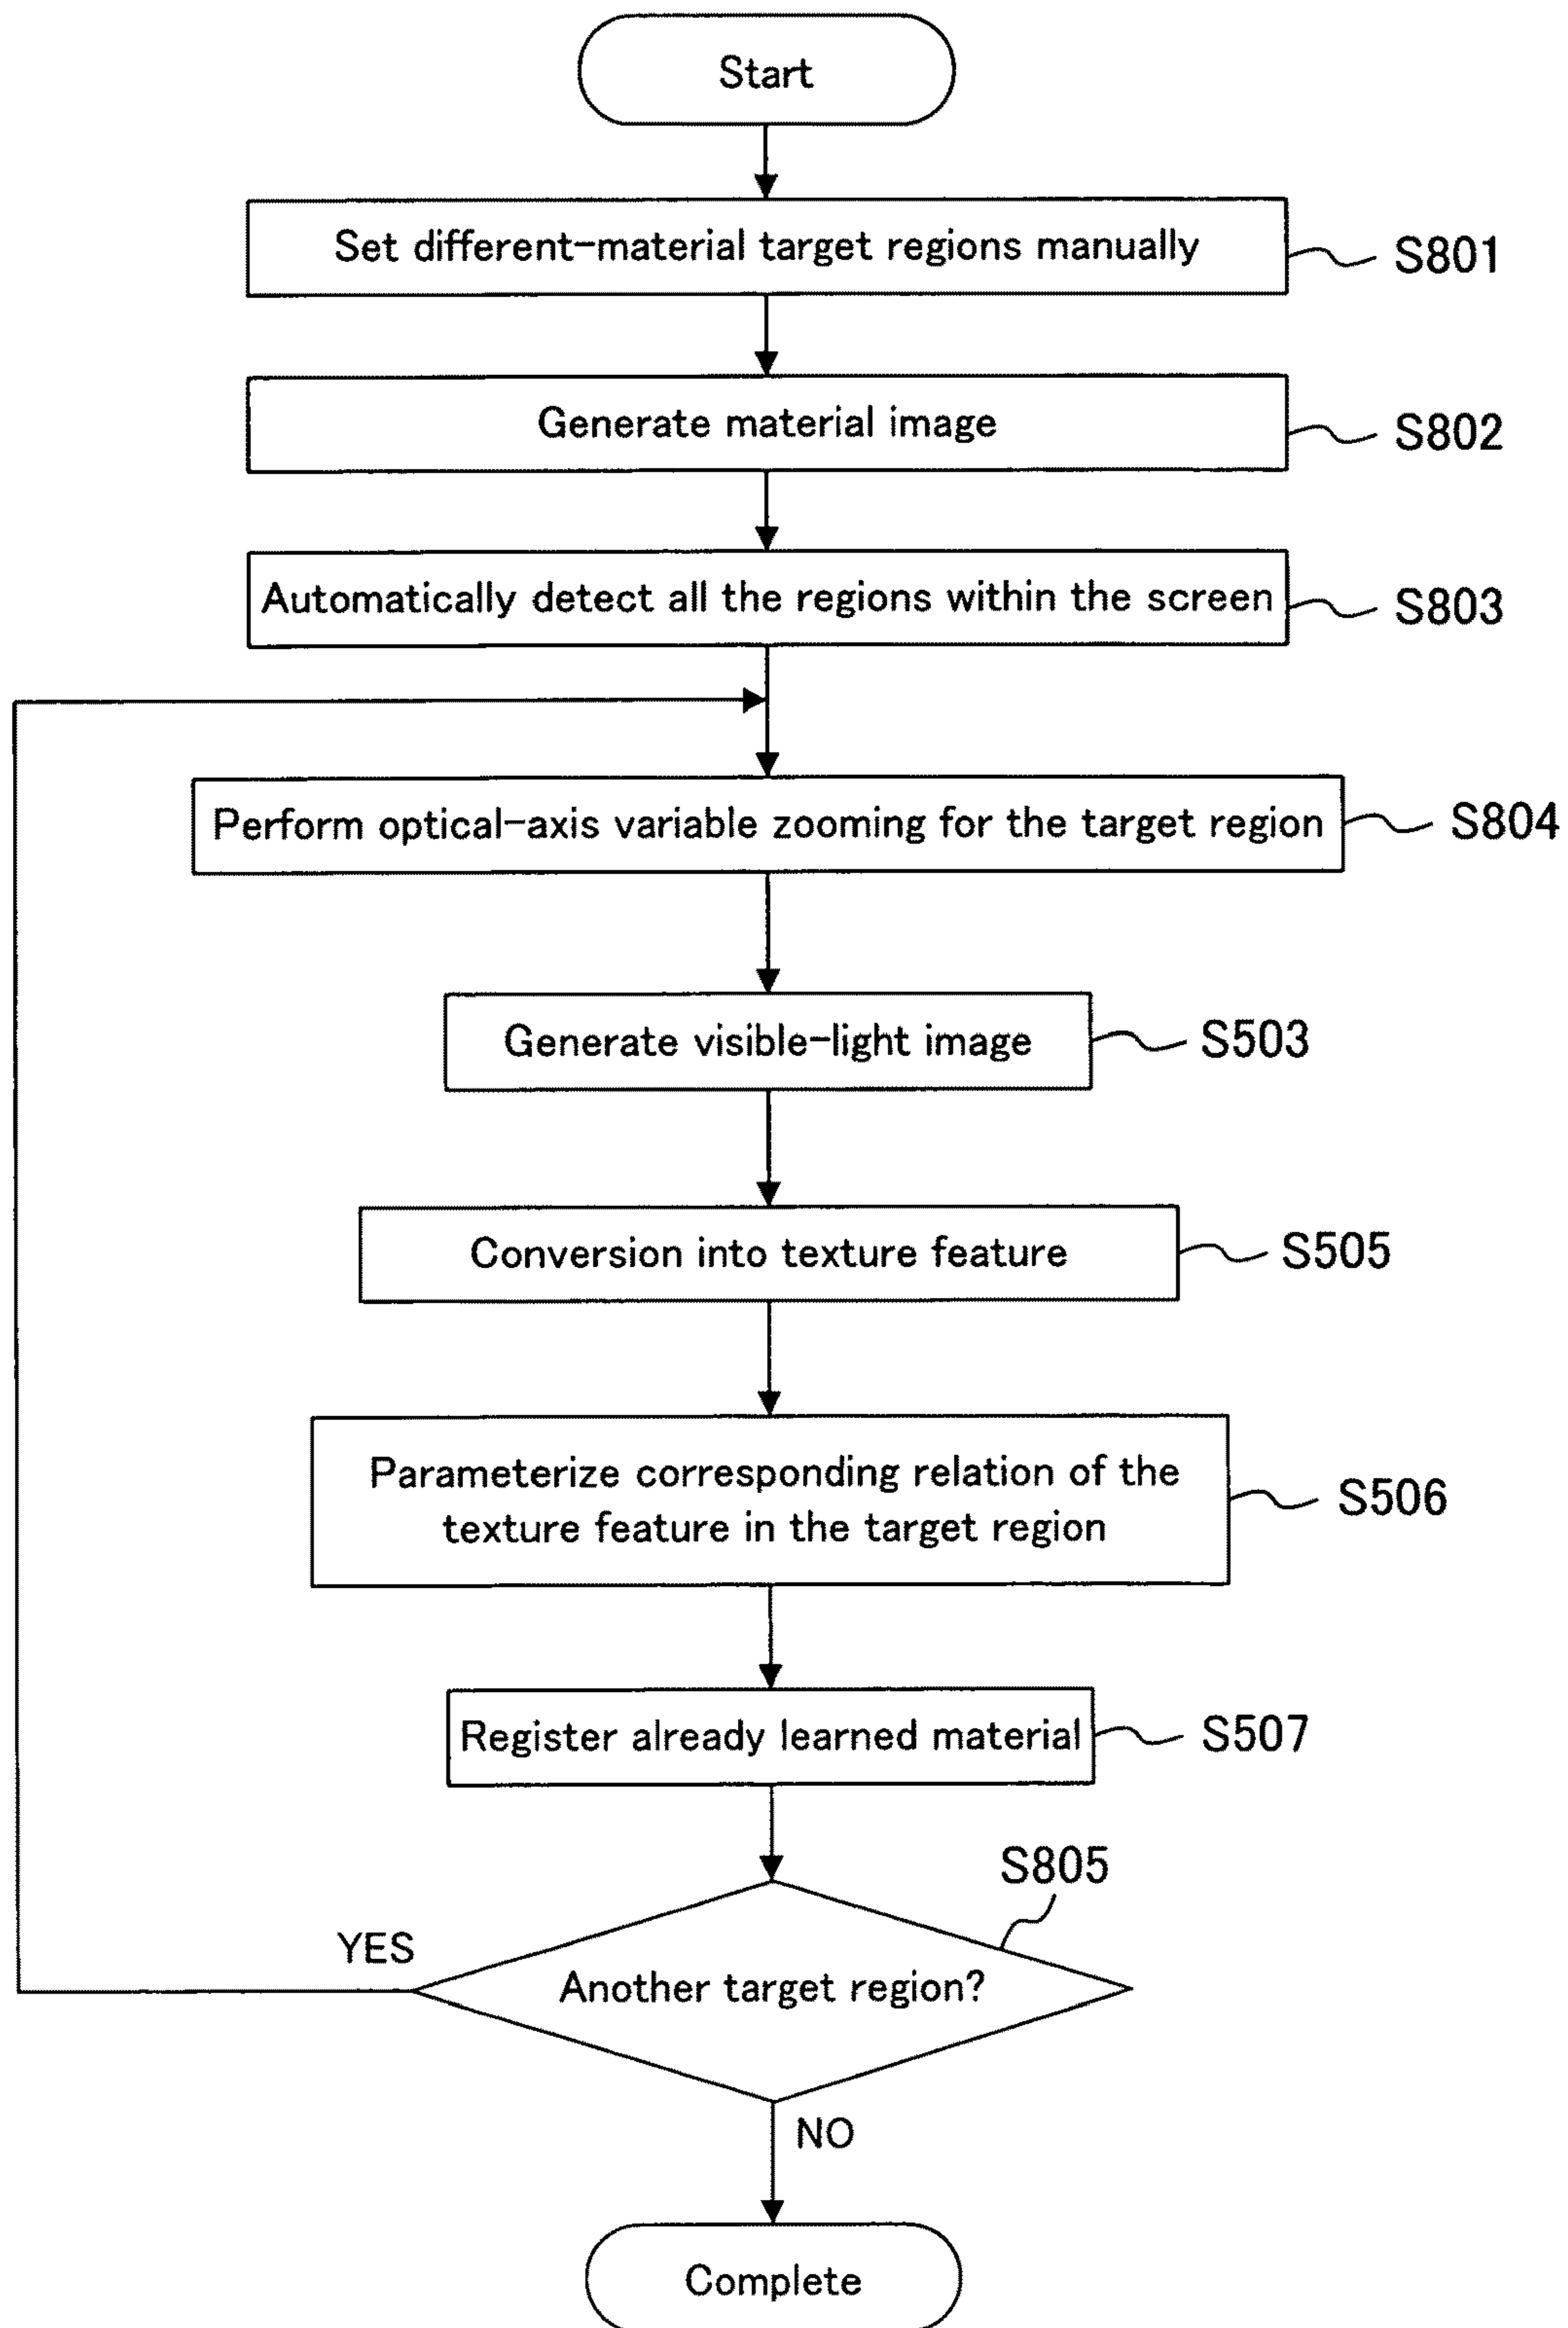 Start
Set different-material target regions manually
S801
Generate material image
S802
Automatically detect all the regions within the screen
S803
Perform optical-axis variable zooming for the target region
S804
Generate visible-light image
S503
Conversion into texture feature
S505
Parameterize corresponding relation of the
texture feature in the target region
S506
Register already learned material
S507
S805
YES
Another target region?
NO
Complete